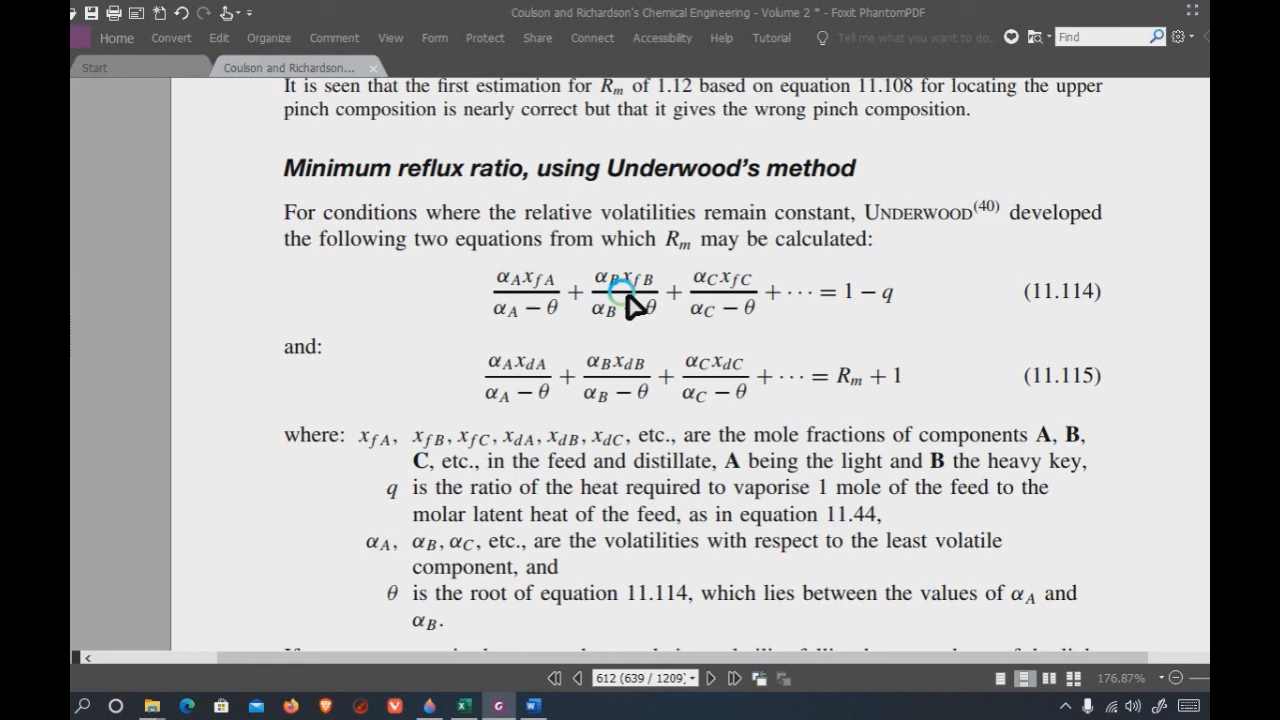 Coulson and Richardson's Chemical Engineering - Volume 2 * - Foxit PhantomPDF
Home Convert Edit Organize Comment View Form Protect Share Connect Accessibility Help Tutorial Tell me what you want to do.. Find
Start Coulson and Richardson... ×
It is seen that the first estimation for Rₘ of 1.12 based on equation 11.108 for locating the upper
pinch composition is nearly correct but that it gives the wrong pinch composition.
Minimum reflux ratio, using Underwood's method
For conditions where the relative volatilities remain constant, UNDERWOOD⁽⁴⁰⁾ developed
the following two equations from which Rₘ may be calculated:
α_A x_fA / (α_A − θ) + α_B x_fB / (α_B − θ) + α_C x_fC / (α_C − θ) + ··· = 1 − q (11.114)
and:
α_A x_dA / (α_A − θ) + α_B x_dB / (α_B − θ) + α_C x_dC / (α_C − θ) + ··· = Rₘ + 1 (11.115)
where: x_fA, x_fB, x_fC, x_dA, x_dB, x_dC, etc., are the mole fractions of components A, B,
C, etc., in the feed and distillate, A being the light and B the heavy key,
q is the ratio of the heat required to vaporise 1 mole of the feed to the
molar latent heat of the feed, as in equation 11.44,
α_A, α_B, α_C, etc., are the volatilities with respect to the least volatile
component, and
θ is the root of equation 11.114, which lies between the values of α_A and
α_B.
612 (639 / 1209) 176.87%